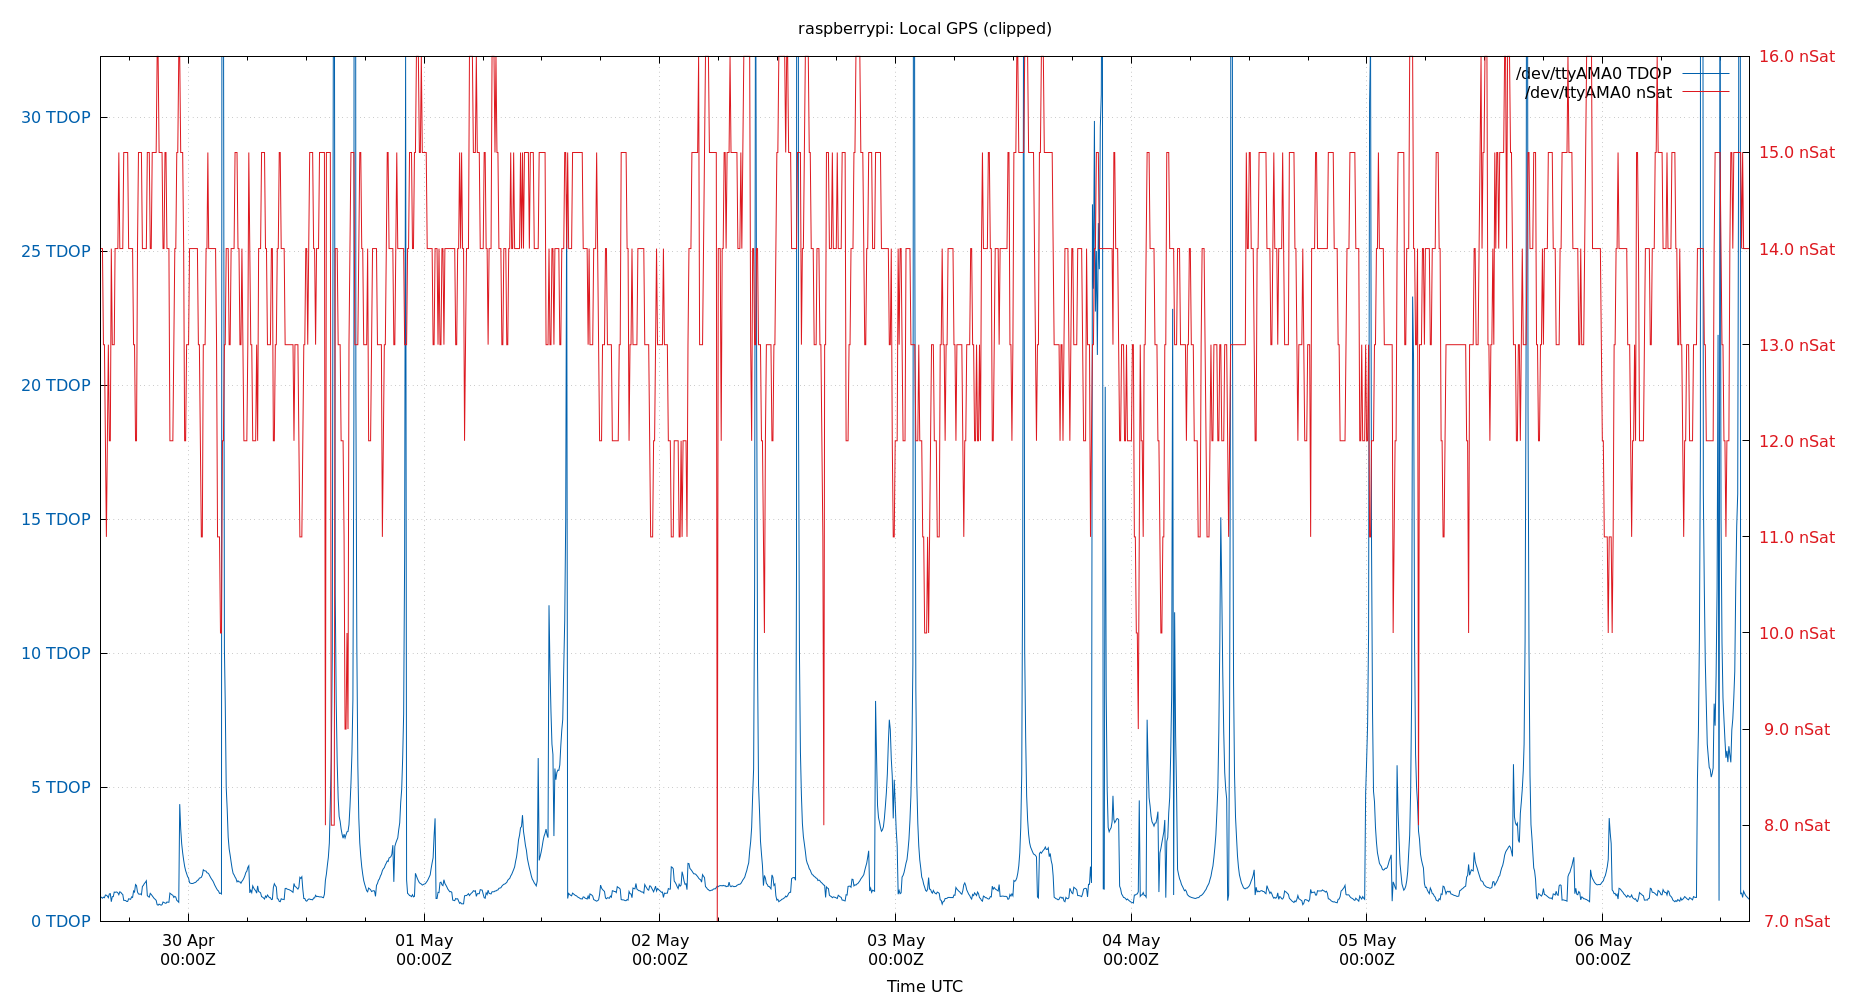 raspberrypi: Local GPS (clipped)
/dev/ttyAMA0 TDOP
/dev/ttyAMA0 nSat
30 TDOP
25 TDOP
20 TDOP
15 TDOP
10 TDOP
5 TDOP
0 TDOP
16.0 nSat
15.0 nSat
14.0 nSat
13.0 nSat
12.0 nSat
11.0 nSat
10.0 nSat
9.0 nSat
8.0 nSat
7.0 nSat
30 Apr
00:00Z
01 May
00:00Z
02 May
00:00Z
03 May
00:00Z
04 May
00:00Z
05 May
00:00Z
06 May
00:00Z
Time UTC